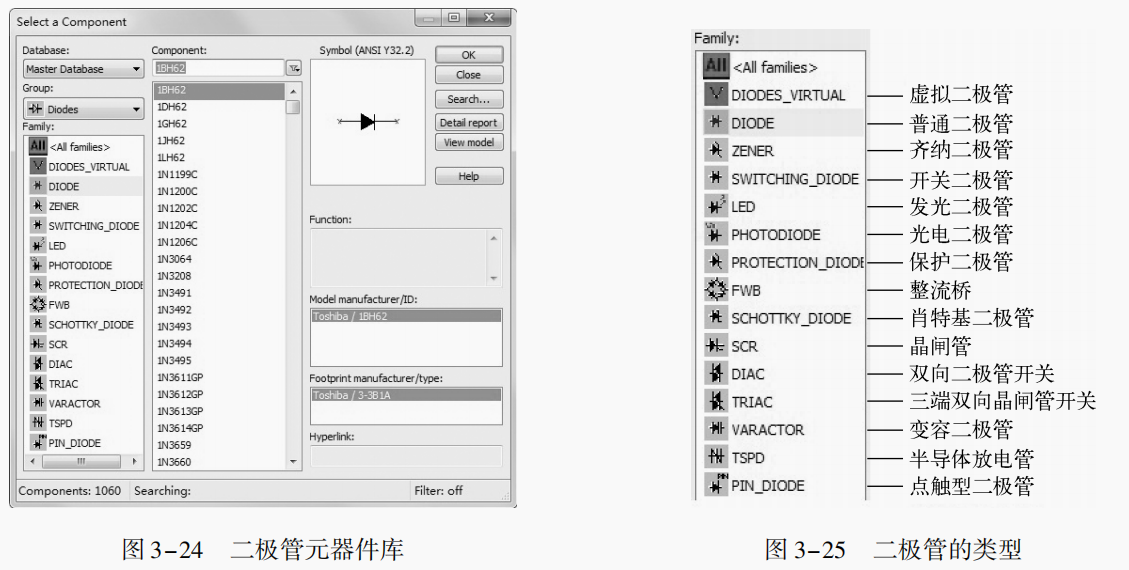 Select a Component
Database:
Master Database
Group:
Diodes
Family:
All <All families>
DIODES_VIRTUAL
DIODE
ZENER
SWITCHING_DIODE
LED
PHOTODIODE
PROTECTION_DIODE
FWB
SCHOTTKY_DIODE
SCR
DIAC
TRIAC
VARACTOR
TSPD
PIN_DIODE
Component:
1BH62
1BH62
1DH62
1GH62
1JH62
1LH62
1N1199C
1N1200C
1N1202C
1N1204C
1N1206C
1N3064
1N3208
1N3491
1N3492
1N3493
1N3494
1N3495
1N3611GP
1N3612GP
1N3613GP
1N3614GP
1N3659
1N3660
Symbol (ANSI Y32.2)
OK
Close
Search...
Detail report
View model
Help
Function:
Model manufacturer/ID:
Toshiba / 1BH62
Footprint manufacturer/type:
Toshiba / 3-3B1A
Hyperlink:
Components: 1060 Searching: Filter: off
图3-24 二极管元器件库
Family:
All <All families>
DIODES_VIRTUAL 虚拟二极管
DIODE 普通二极管
ZENER 齐纳二极管
SWITCHING_DIODE 开关二极管
LED 发光二极管
PHOTODIODE 光电二极管
PROTECTION_DIODE 保护二极管
FWB 整流桥
SCHOTTKY_DIODE 肖特基二极管
SCR 晶闸管
DIAC 双向二极管开关
TRIAC 三端双向晶闸管开关
VARACTOR 变容二极管
TSPD 半导体放电管
PIN_DIODE 点触型二极管
图3-25 二极管的类型